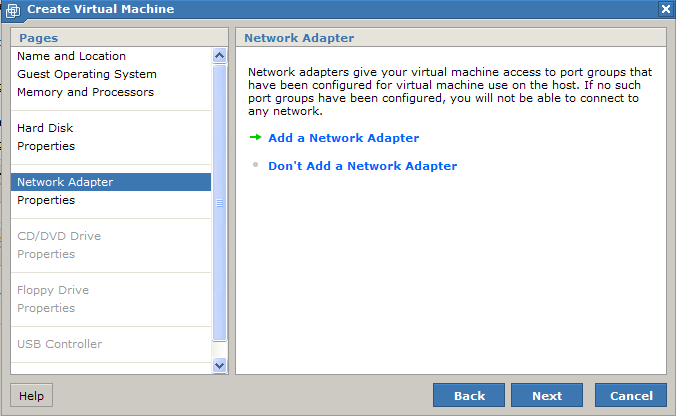 Create Virtual Machine
Pages
Name and Location
Guest Operating System
Memory and Processors
Hard Disk
Properties
Network Adapter
Properties
CD/DVD Drive
Properties
Floppy Drive
Properties
USB Controller
Network Adapter
Network adapters give your virtual machine access to port groups that
have been configured for virtual machine use on the host. If no such
port groups have been configured, you will not be able to connect to
any network.
Add a Network Adapter
Don't Add a Network Adapter
Help
Back
Next
Cancel